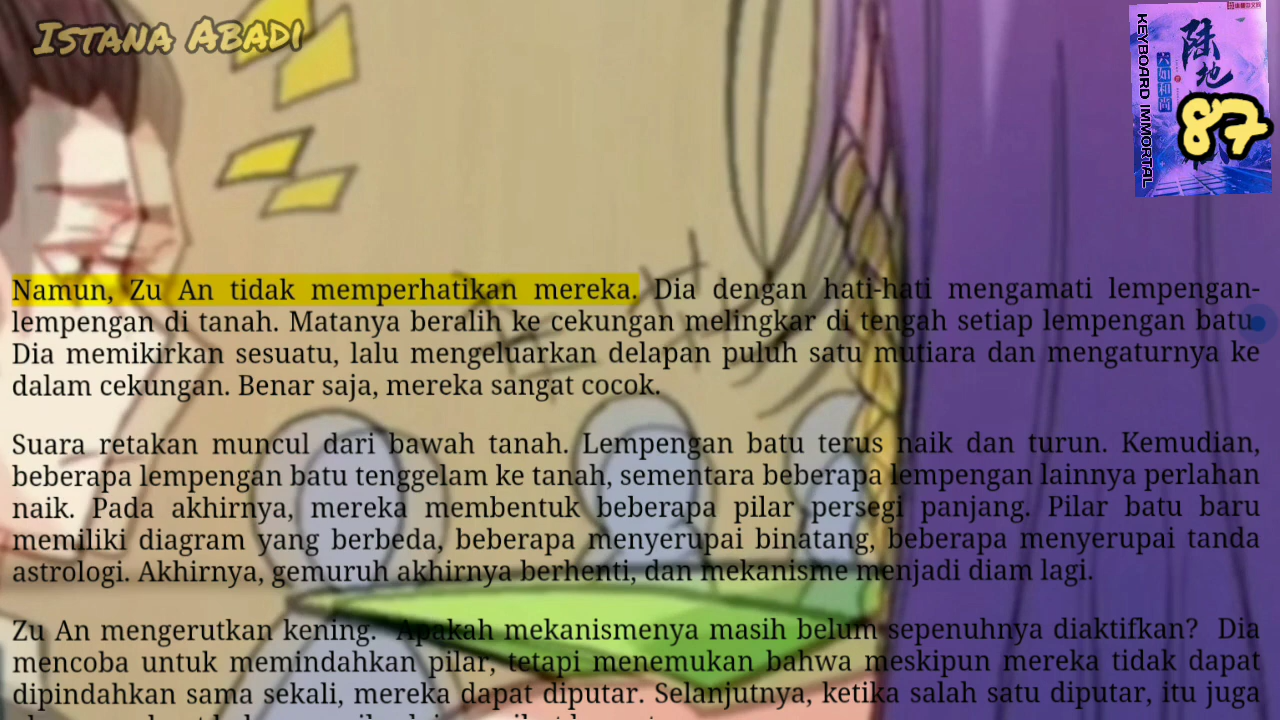 Istana Abadi
陆地
六如和尚
KEYBOARD IMMORTAL
87
Namun, Zu An tidak memperhatikan mereka. Dia dengan hati-hati mengamati lempengan-
lempengan di tanah. Matanya beralih ke cekungan melingkar di tengah setiap lempengan batu.
Dia memikirkan sesuatu, lalu mengeluarkan delapan puluh satu mutiara dan mengaturnya ke
dalam cekungan. Benar saja, mereka sangat cocok.
Suara retakan muncul dari bawah tanah. Lempengan batu terus naik dan turun. Kemudian,
beberapa lempengan batu tenggelam ke tanah, sementara beberapa lempengan lainnya perlahan
naik. Pada akhirnya, mereka membentuk beberapa pilar persegi panjang. Pilar batu baru
memiliki diagram yang berbeda, beberapa menyerupai binatang, beberapa menyerupai tanda
astrologi. Akhirnya, gemuruh akhirnya berhenti, dan mekanisme menjadi diam lagi.
Zu An mengerutkan kening. Apakah mekanismenya masih belum sepenuhnya diaktifkan? Dia
mencoba untuk memindahkan pilar, tetapi menemukan bahwa meskipun mereka tidak dapat
dipindahkan sama sekali, mereka dapat diputar. Selanjutnya, ketika salah satu diputar, itu juga